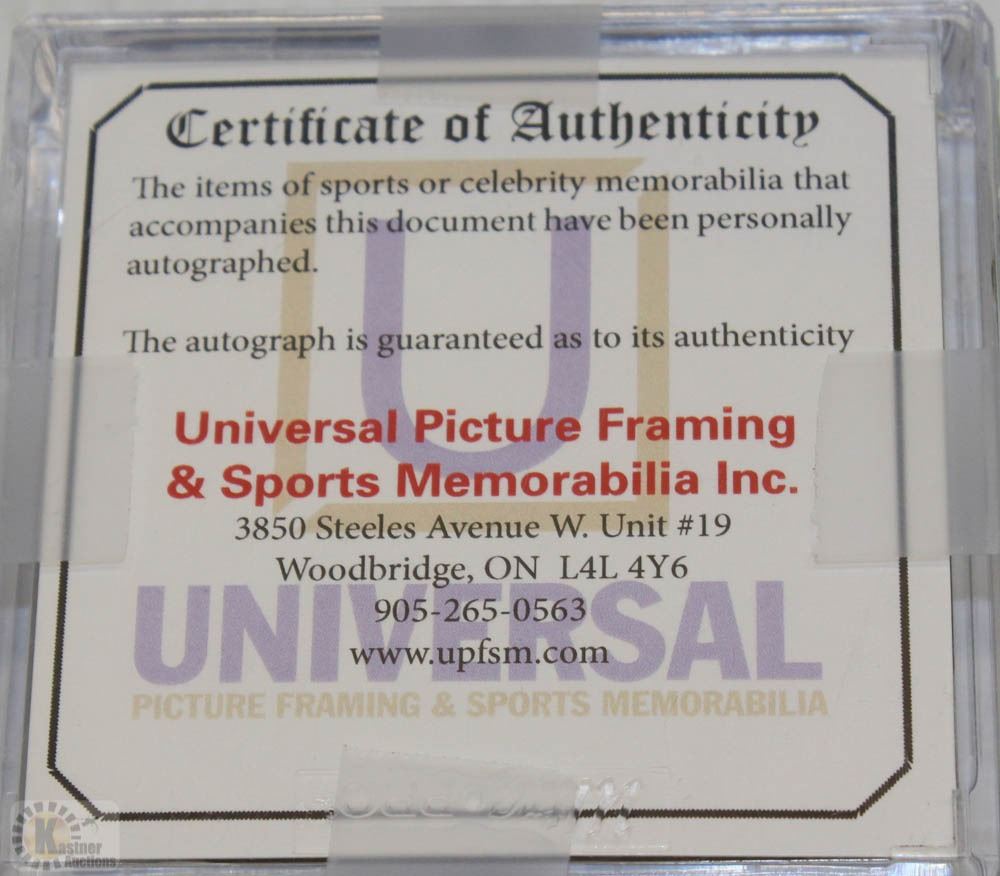 Certificate of Authenticity
The items of sports or celebrity memorabilia that
accompanies this document have been personally
autographed.
The autograph is guaranteed as to its authenticity
U
Universal Picture Framing
& Sports Memorabilia Inc.
3850 Steeles Avenue W. Unit #19
Woodbridge, ON L4L 4Y6
905-265-0563
www.upfsm.com
UNIVERSAL
PICTURE FRAMING & SPORTS MEMORABILIA
Kastner
Auctions